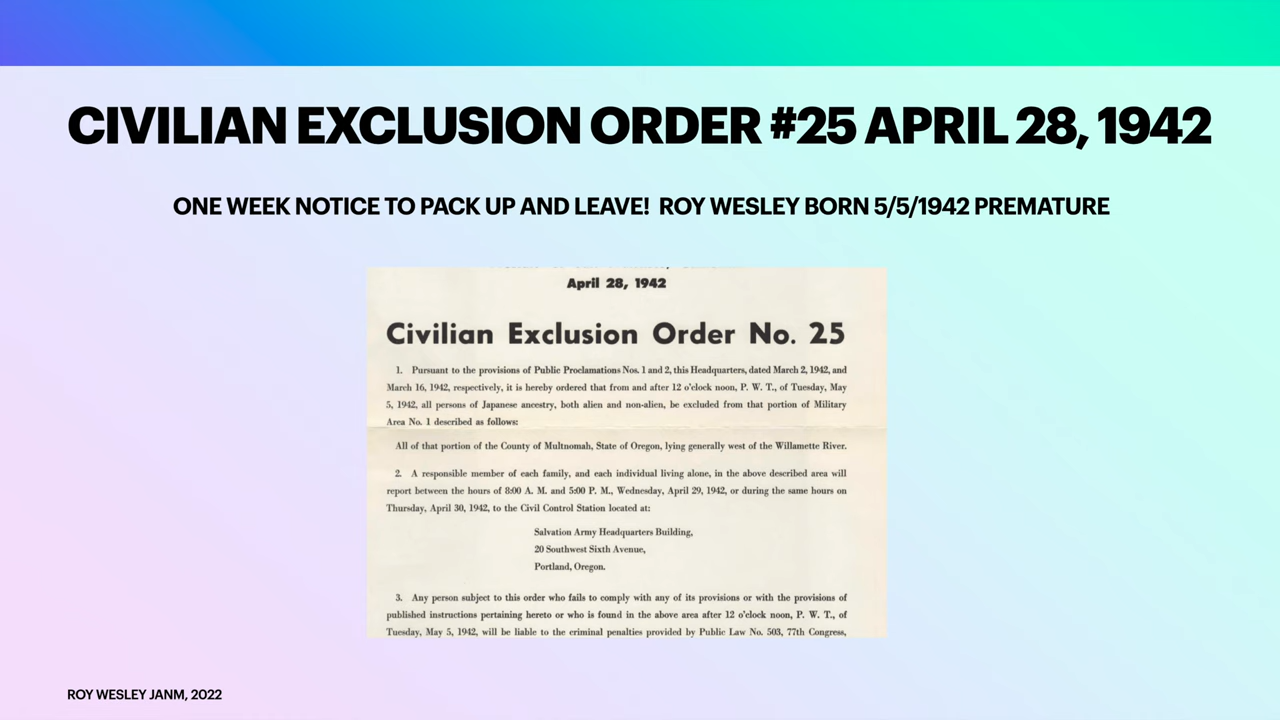 CIVILIAN EXCLUSION ORDER #25 APRIL 28, 1942
ONE WEEK NOTICE TO PACK UP AND LEAVE! ROY WESLEY BORN 5/5/1942 PREMATURE
April 28, 1942
Civilian Exclusion Order No. 25
1. Pursuant to the provisions of Public Proclamations Nos. 1 and 2, this Headquarters, dated March 2, 1942, and
March 16, 1942, respectively, it is hereby ordered that from and after 12 o'clock noon, P. W. T., of Tuesday, May
5, 1942, all persons of Japanese ancestry, both alien and non-alien, be excluded from that portion of Military
Area No. 1 described as follows:
All of that portion of the County of Multnomah, State of Oregon, lying generally west of the Willamette River.
2. A responsible member of each family, and each individual living alone, in the above described area will
report between the hours of 8:00 A. M. and 5:00 P. M., Wednesday, April 29, 1942, or during the same hours on
Thursday, April 30, 1942, to the Civil Control Station located at:
Salvation Army Headquarters Building,
20 Southwest Sixth Avenue,
Portland, Oregon.
3. Any person subject to this order who fails to comply with any of its provisions or with the provisions of
published instructions pertaining hereto or who is found in the above area after 12 o'clock noon, P. W. T., of
Tuesday, May 5, 1942, will be liable to the criminal penalties provided by Public Law No. 503, 77th Congress,
ROY WESLEY JANM, 2022